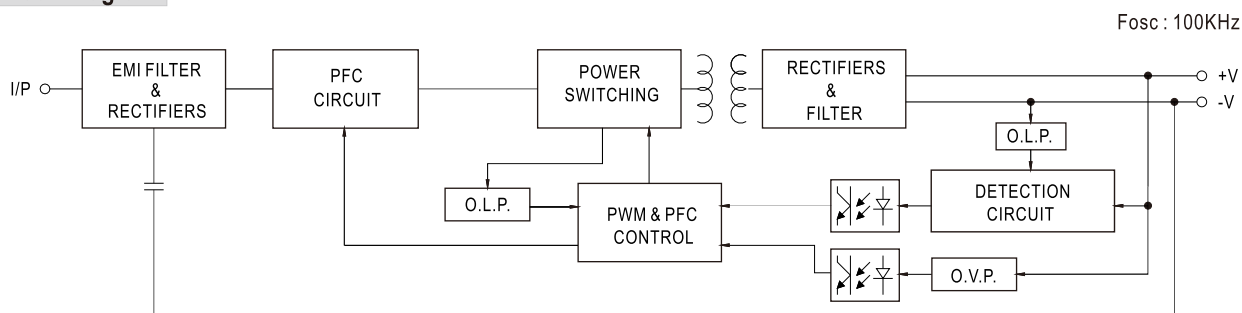 Fosc : 100KHz
I/P
EMI FILTER
&
RECTIFIERS
PFC
CIRCUIT
POWER
SWITCHING
RECTIFIERS
&
FILTER
+V
-V
O.L.P.
O.L.P.
PWM & PFC
CONTROL
DETECTION
CIRCUIT
O.V.P.